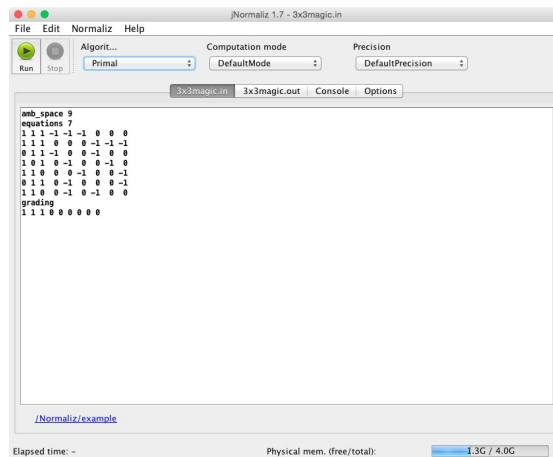 jNormaliz 1.7 - 3x3magic.in
File Edit Normaliz Help
Run Stop
Algorit... Computation mode Precision
Primal DefaultMode DefaultPrecision
3x3magic.in 3x3magic.out Console Options
amb_space 9
equations 7
1 1 1 -1 -1 -1 0 0 0
1 1 1 0 0 0 -1 -1 -1
0 1 1 -1 0 0 -1 0 0
1 0 1 0 -1 0 0 -1 0
1 1 0 0 0 -1 0 0 -1
0 1 1 0 -1 0 0 0 -1
1 1 0 0 -1 0 -1 0 0
grading
1 1 1 0 0 0 0 0 0
/Normaliz/example
Elapsed time: – Physical mem. (free/total): 1.3G / 4.0G